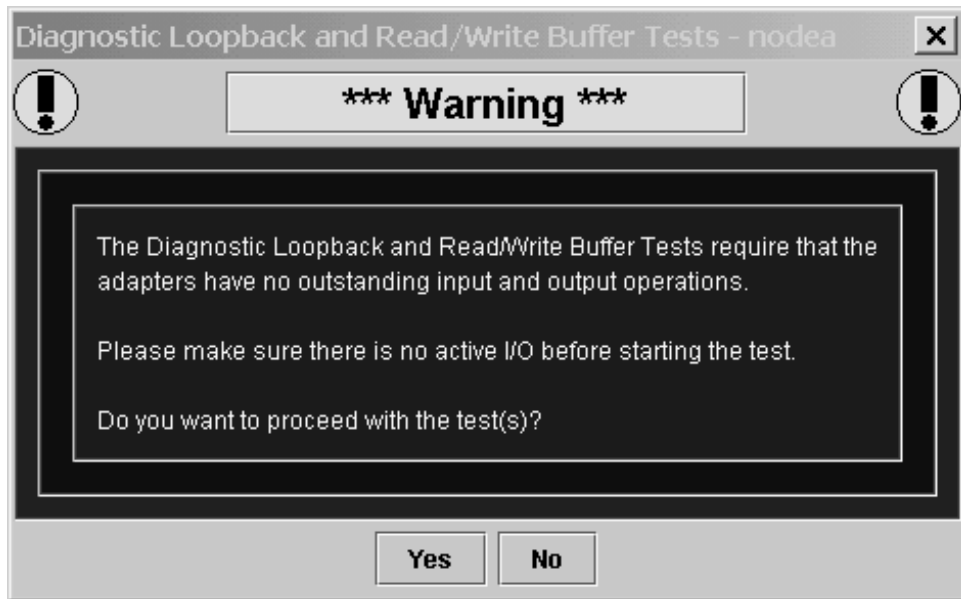 Diagnostic Loopback and Read/Write Buffer Tests - nodea
*** Warning ***
The Diagnostic Loopback and Read/Write Buffer Tests require that the
adapters have no outstanding input and output operations.
Please make sure there is no active I/O before starting the test.
Do you want to proceed with the test(s)?
Yes No